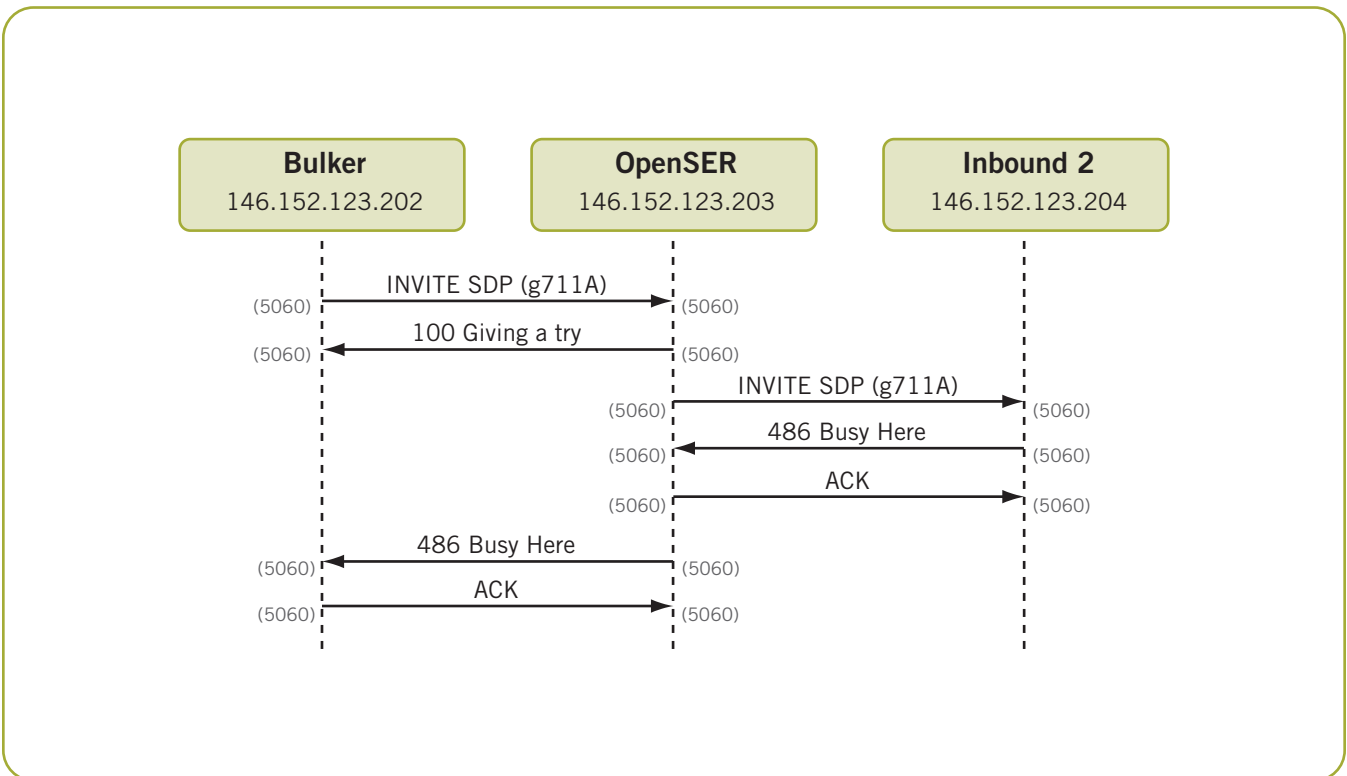 Bulker
146.152.123.202
OpenSER
146.152.123.203
Inbound 2
146.152.123.204
INVITE SDP (g711A)
(5060)
(5060)
100 Giving a try
(5060)
(5060)
INVITE SDP (g711A)
(5060)
(5060)
486 Busy Here
(5060)
(5060)
ACK
(5060)
(5060)
486 Busy Here
(5060)
(5060)
ACK
(5060)
(5060)